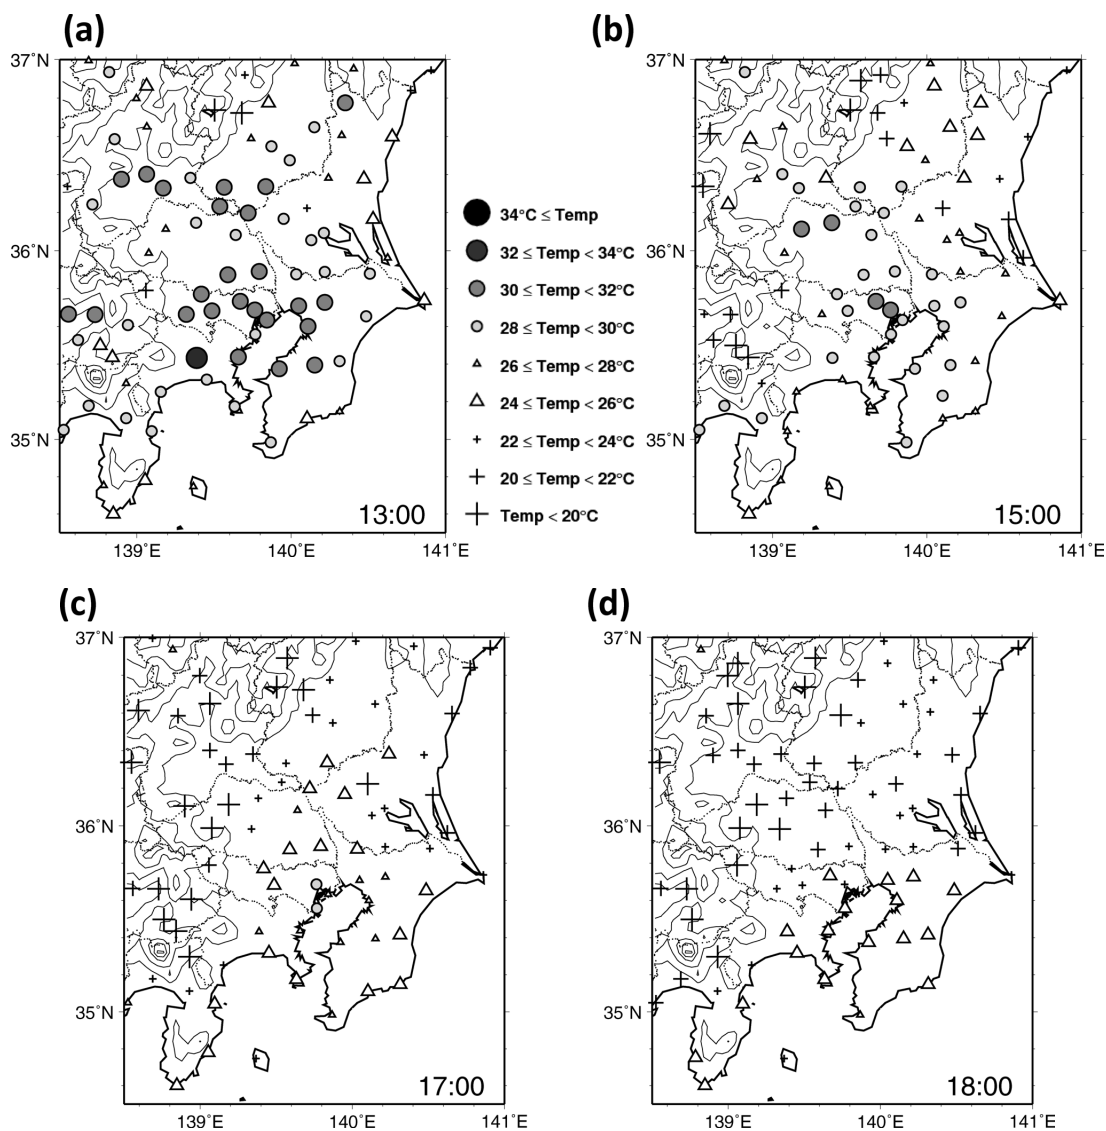 (a)
(b)
37°N
36°N
35°N
139°E
140°E
141°E
13:00
34°C ≤ Temp
32 ≤ Temp < 34°C
30 ≤ Temp < 32°C
28 ≤ Temp < 30°C
26 ≤ Temp < 28°C
24 ≤ Temp < 26°C
22 ≤ Temp < 24°C
20 ≤ Temp < 22°C
Temp < 20°C
37°N
36°N
35°N
139°E
140°E
141°E
15:00
(c)
(d)
37°N
36°N
35°N
139°E
140°E
141°E
17:00
37°N
36°N
35°N
139°E
140°E
141°E
18:00